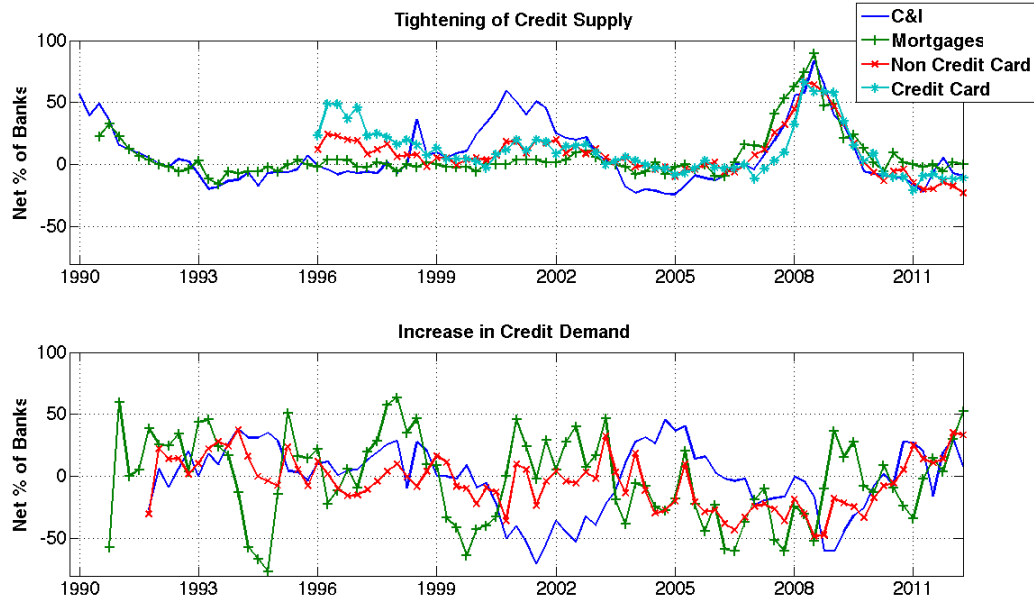 Tightening of Credit Supply
C&I
Mortgages
Non Credit Card
Credit Card
Net % of Banks
100
50
0
-50
1990 1993 1996 1999 2002 2005 2008 2011
Increase in Credit Demand
Net % of Banks
100
50
0
-50
1990 1993 1996 1999 2002 2005 2008 2011